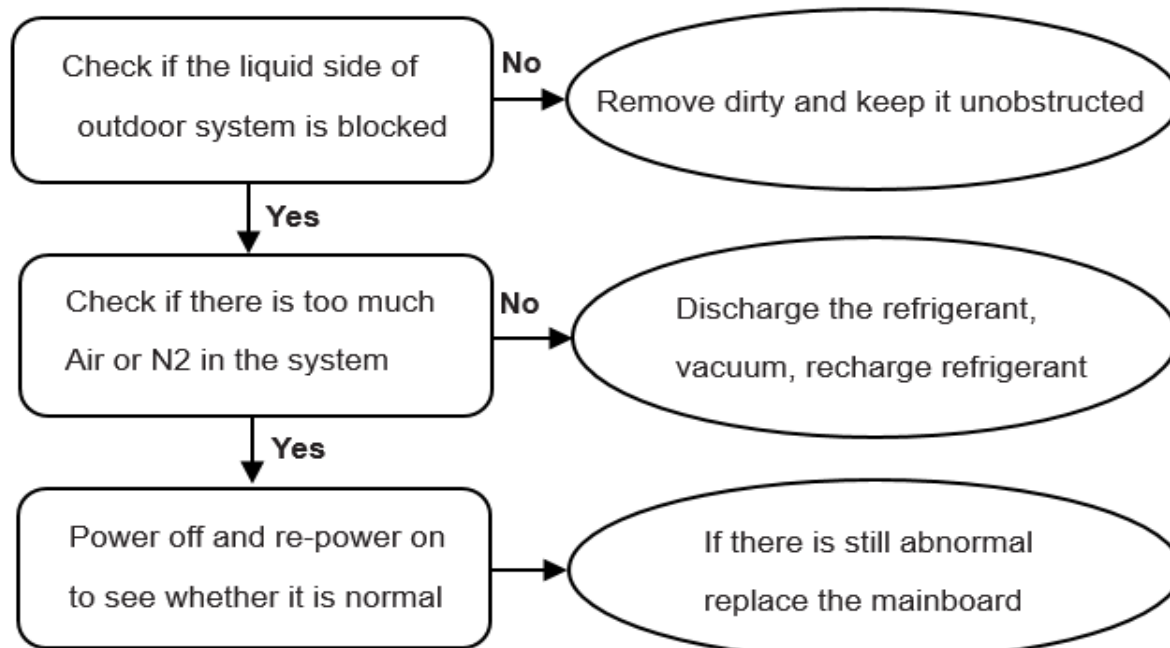 Check if the liquid side of
outdoor system is blocked
No
Remove dirty and keep it unobstructed
Yes
Check if there is too much
Air or N2 in the system
No
Discharge the refrigerant,
vacuum, recharge refrigerant
Yes
Power off and re-power on
to see whether it is normal
If there is still abnormal
replace the mainboard